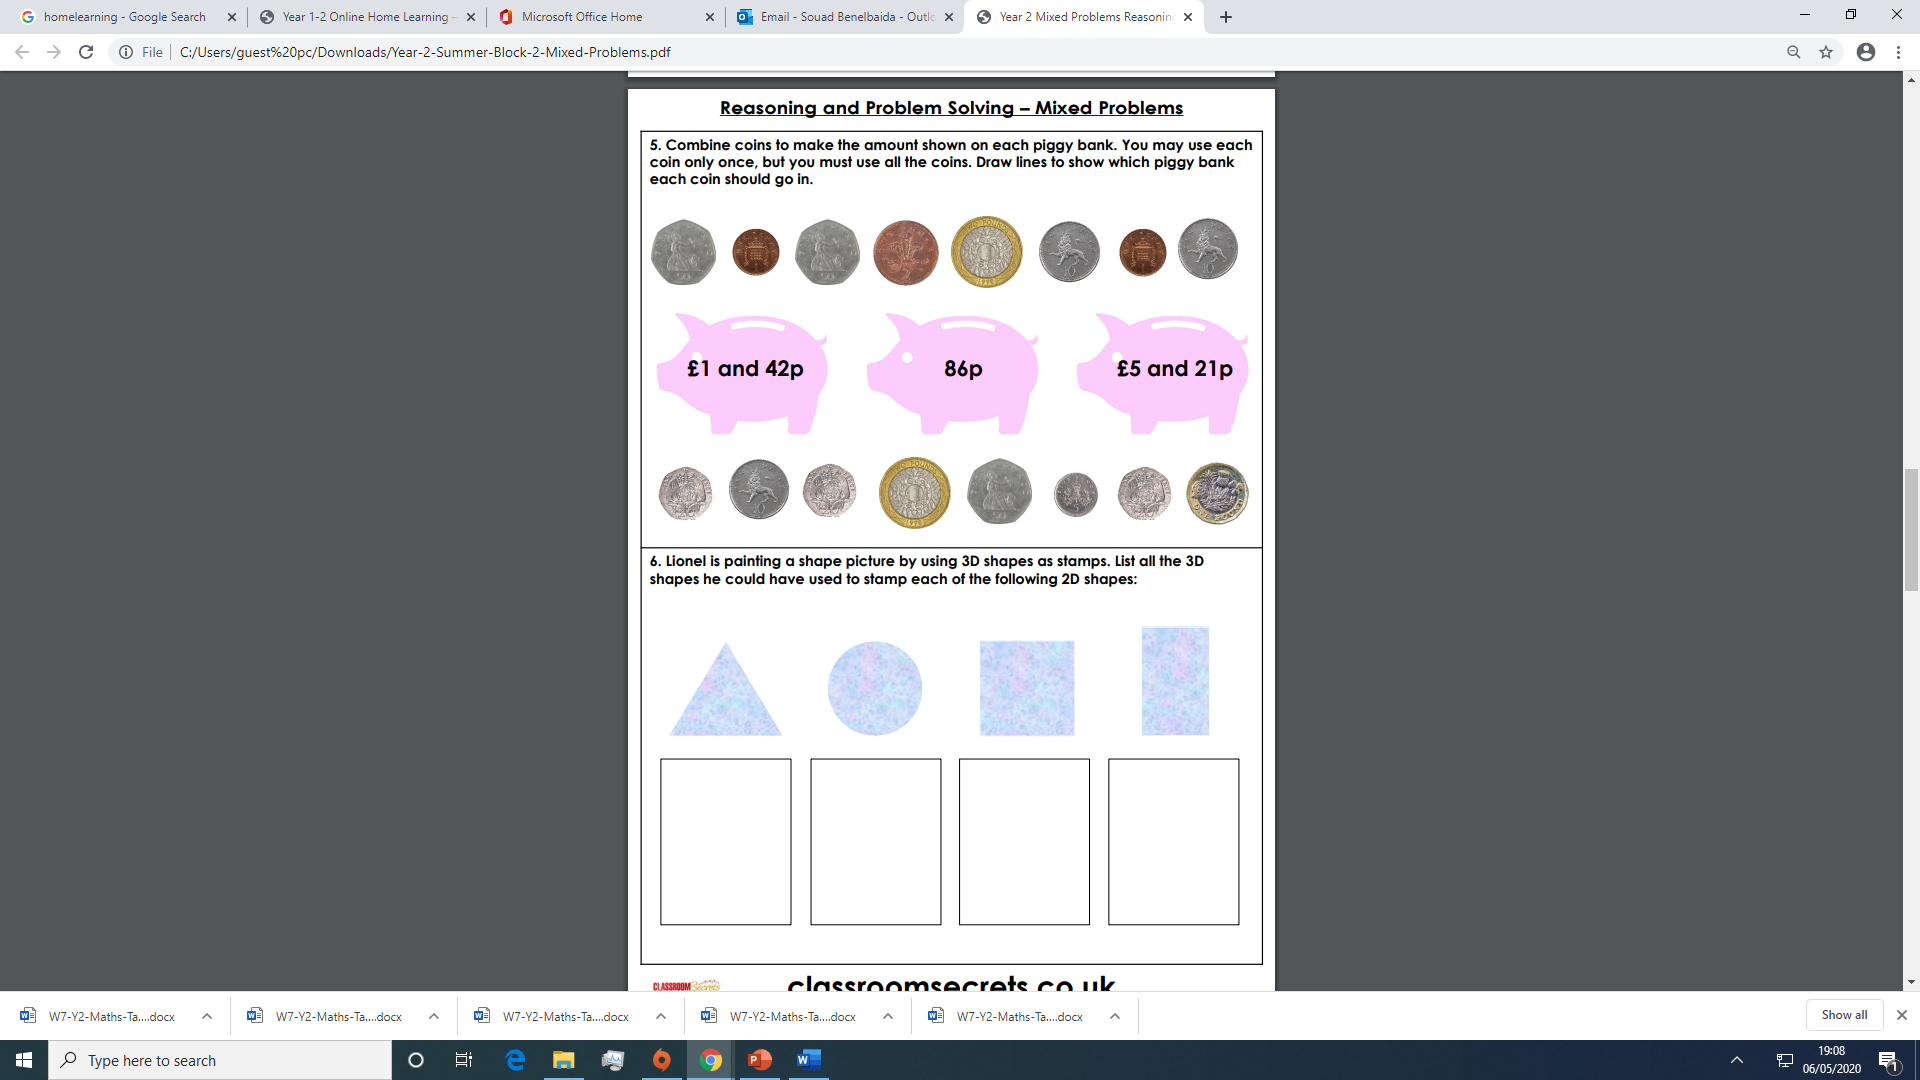 homelearning - Google Search
Year 1-2 Online Home Learning -
Microsoft Office Home
Email - Souad Benelbaida - Outlo
Year 2 Mixed Problems Reasonin
File
C:/Users/guest%20pc/Downloads/Year-2-Summer-Block-2-Mixed-Problems.pdf
Reasoning and Problem Solving – Mixed Problems
5. Combine coins to make the amount shown on each piggy bank. You may use each
coin only once, but you must use all the coins. Draw lines to show which piggy bank
each coin should go in.
£1 and 42p
86p
£5 and 21p
6. Lionel is painting a shape picture by using 3D shapes as stamps. List all the 3D
shapes he could have used to stamp each of the following 2D shapes:
CLASSROOM Secrets
classroomsecrets.co.uk
W7-Y2-Maths-Ta....docx
W7-Y2-Maths-Ta....docx
W7-Y2-Maths-Ta....docx
W7-Y2-Maths-Ta....docx
W7-Y2-Maths-Ta....docx
Show all
Type here to search
19:08
06/05/2020
1